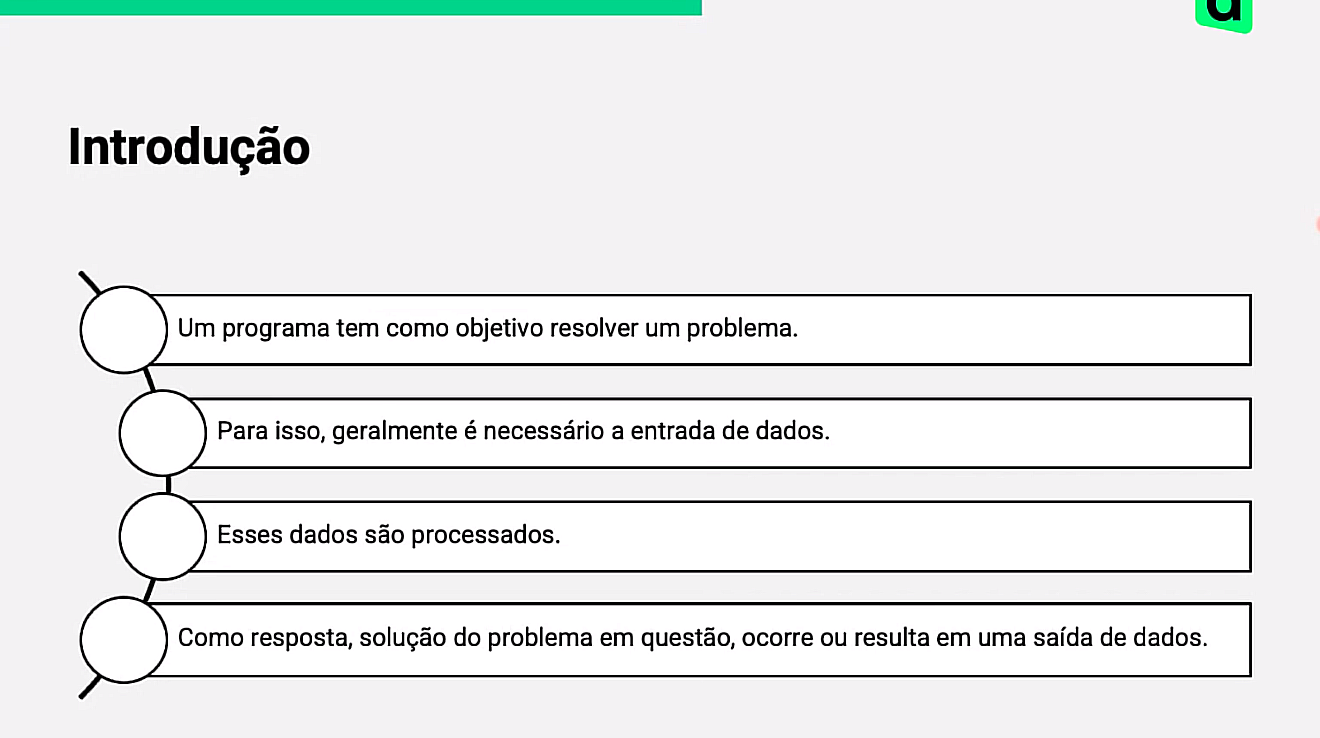 Introdução
Um programa tem como objetivo resolver um problema.
Para isso, geralmente é necessário a entrada de dados.
Esses dados são processados.
Como resposta, solução do problema em questão, ocorre ou resulta em uma saída de dados.